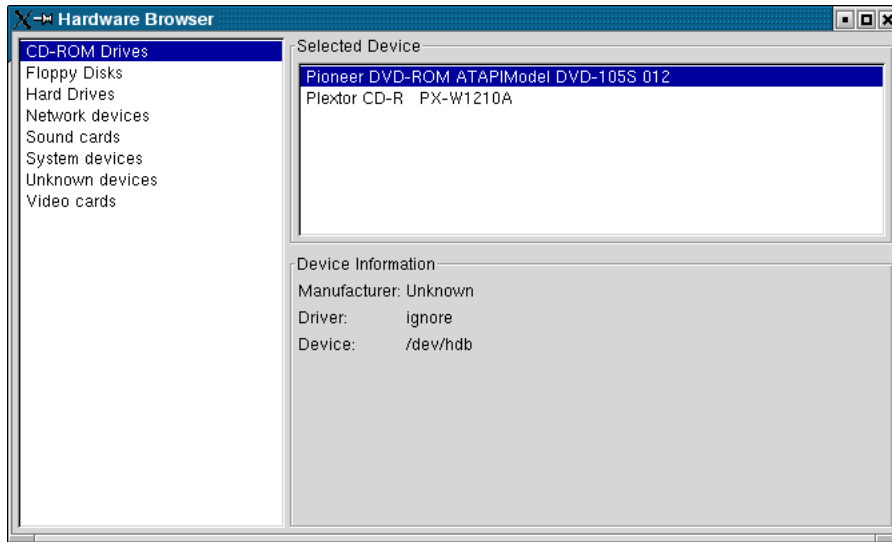 Hardware Browser
CD-ROM Drives
Floppy Disks
Hard Drives
Network devices
Sound cards
System devices
Unknown devices
Video cards
Selected Device
Pioneer DVD-ROM ATAPIModel DVD-105S 012
Plextor CD-R PX-W1210A
Device Information
Manufacturer: Unknown
Driver: ignore
Device: /dev/hdb